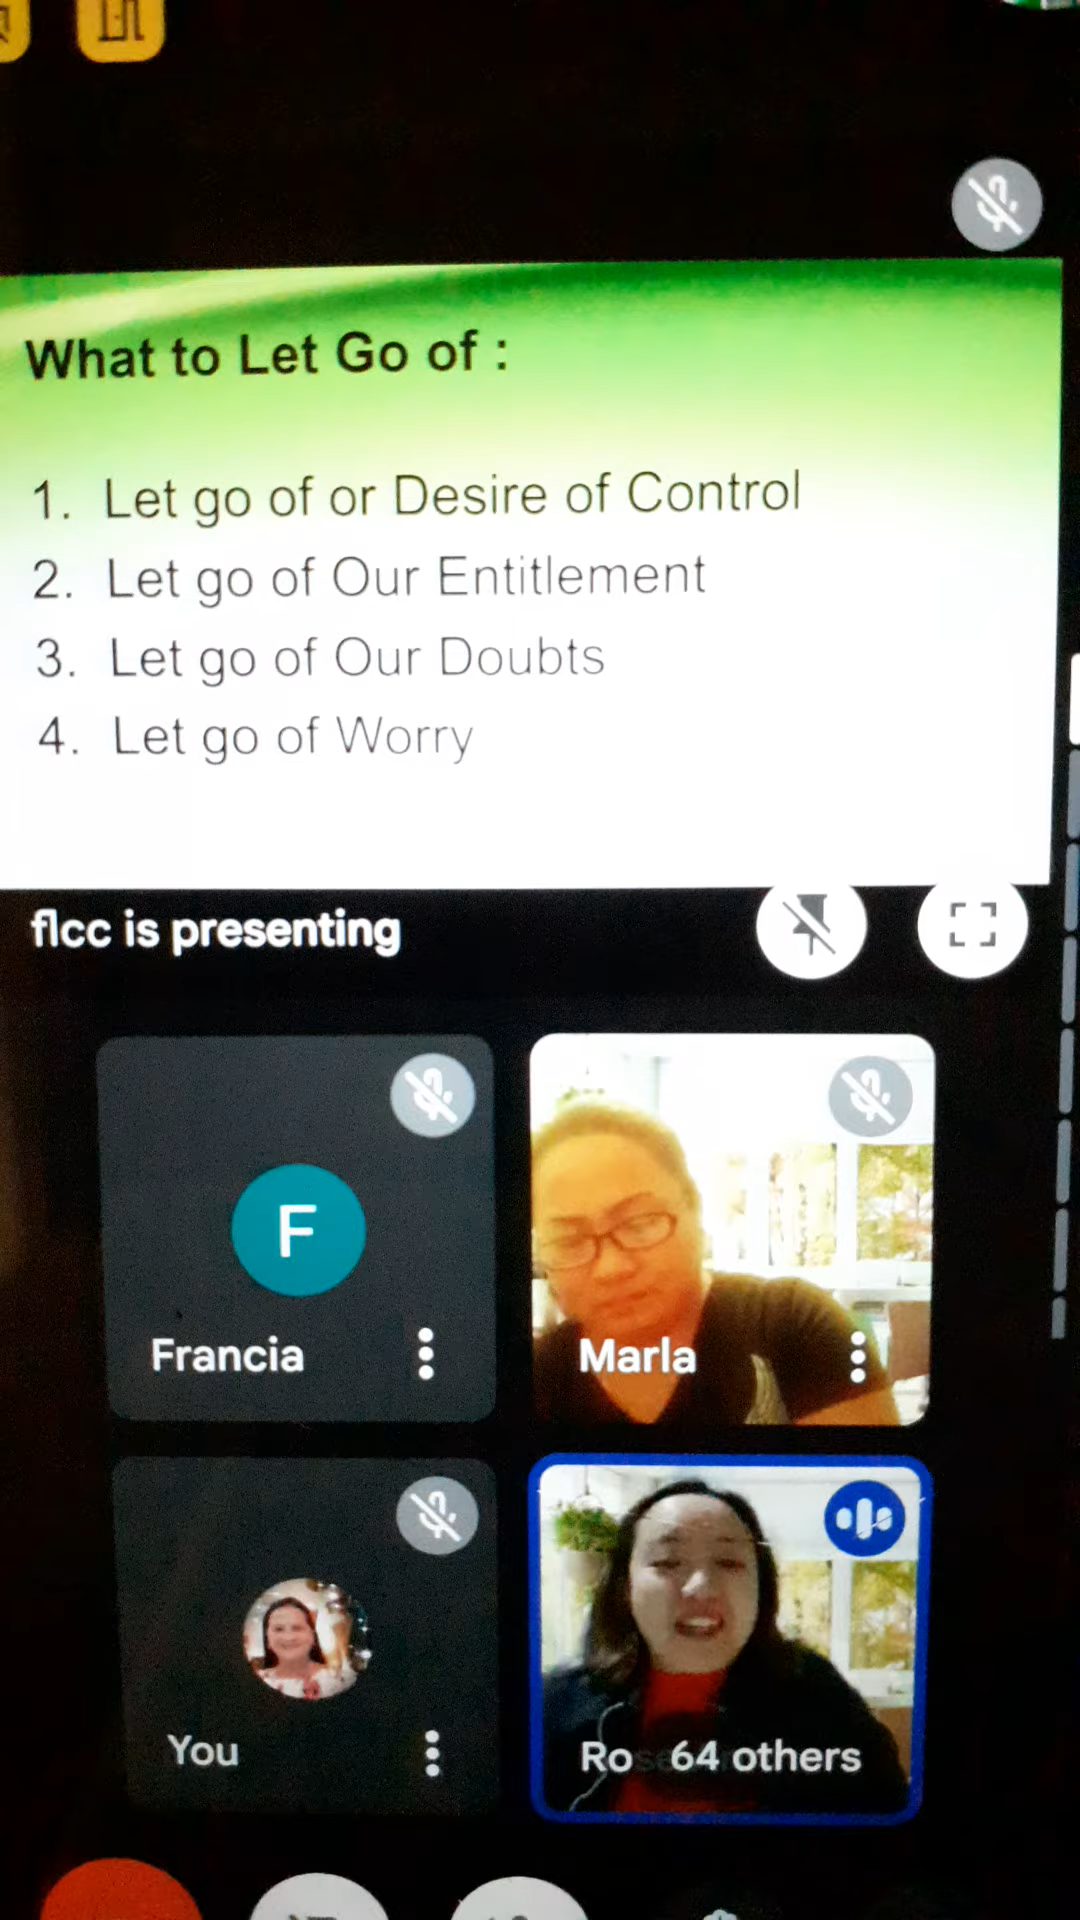 What to Let Go of :
1. Let go of or Desire of Control
2. Let go of Our Entitlement
3. Let go of Our Doubts
4. Let go of Worry
flcc is presenting
F
Francia
Marla
You
64 others